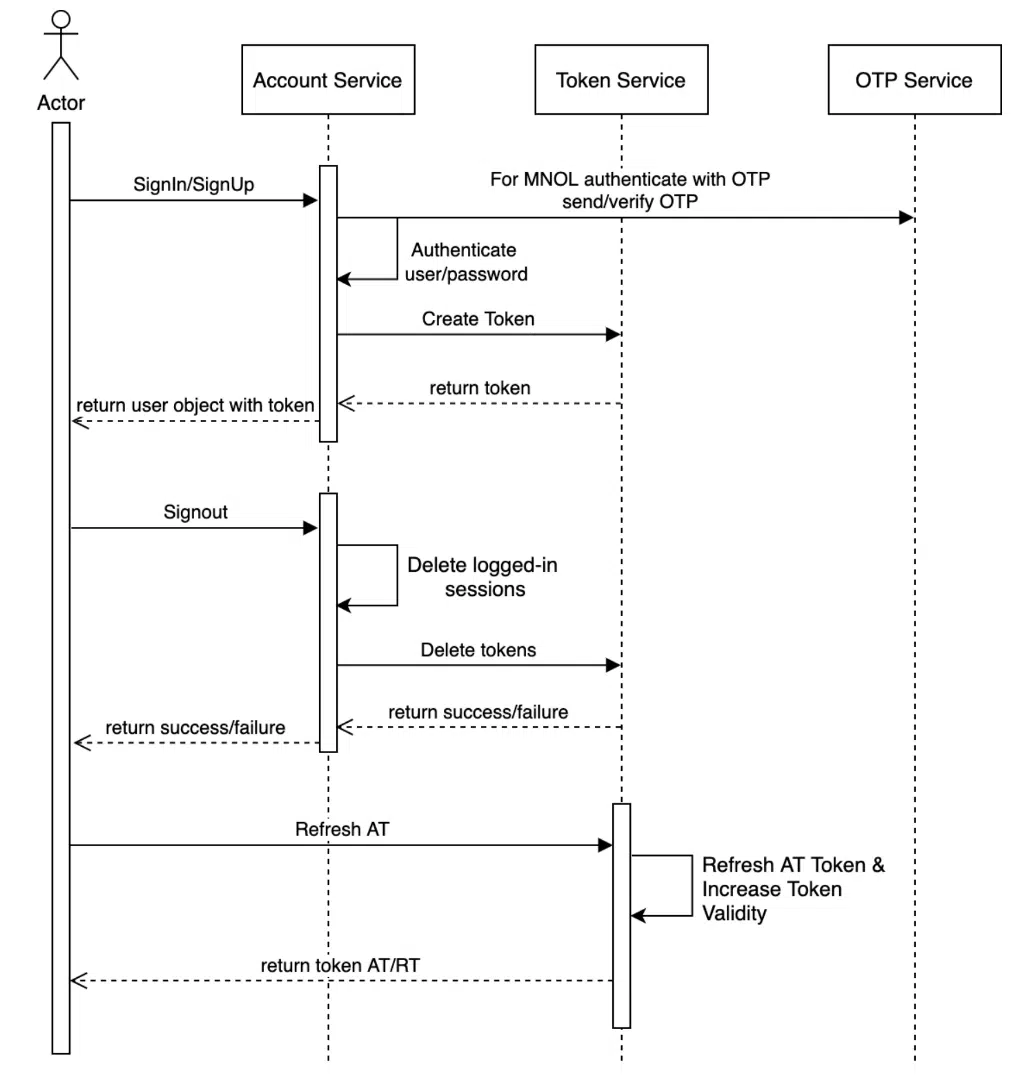 Actor
Account Service
Token Service
OTP Service
SignIn/SignUp
For MNOL authenticate with OTP
send/verify OTP
Authenticate
user/password
Create Token
return token
return user object with token
Signout
Delete logged-in
sessions
Delete tokens
return success/failure
return success/failure
Refresh AT
Refresh AT Token &
Increase Token
Validity
return token AT/RT